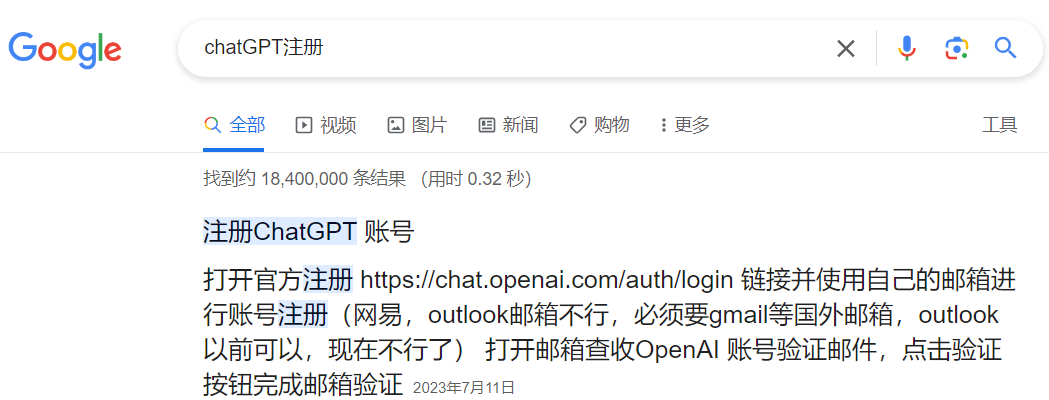 Google
chatGPT注册
全部 视频 图片 新闻 购物 更多 工具
找到约 18,400,000 条结果 （用时 0.32 秒）
注册ChatGPT 账号
打开官方注册 https://chat.openai.com/auth/login 链接并使用自己的邮箱进
行账号注册（网易，outlook邮箱不行，必须要gmail等国外邮箱，outlook
以前可以，现在不行了） 打开邮箱查收OpenAI 账号验证邮件，点击验证
按钮完成邮箱验证 2023年7月11日